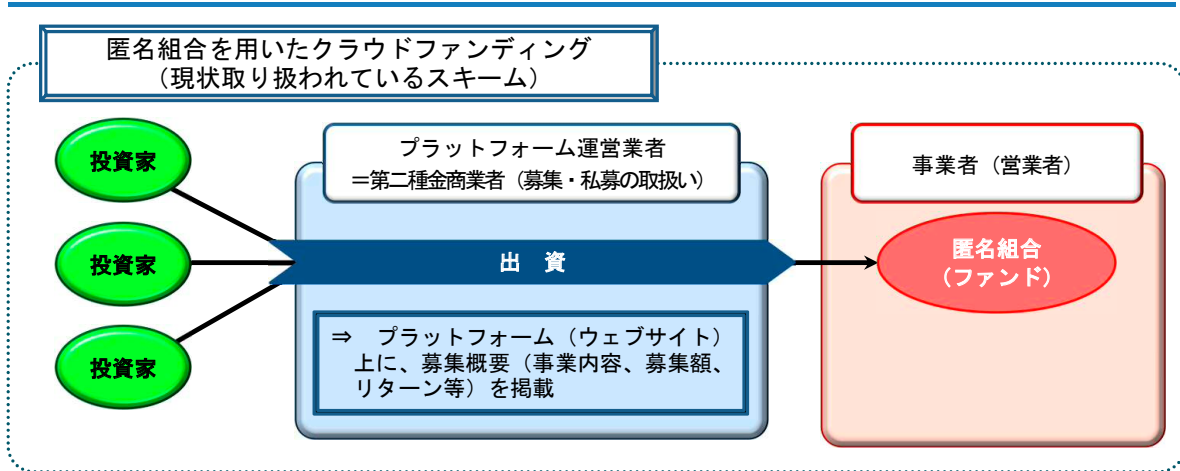 匿名組合を用いたクラウドファンディング
（現状取り扱われているスキーム）
投資家
投資家
投資家
プラットフォーム運営業者
＝第二種金商業者（募集・私募の取扱い）
出　資
⇒　プラットフォーム（ウェブサイト）
上に、募集概要（事業内容、募集額、
リターン等）を掲載
事業者（営業者）
匿名組合
（ファンド）